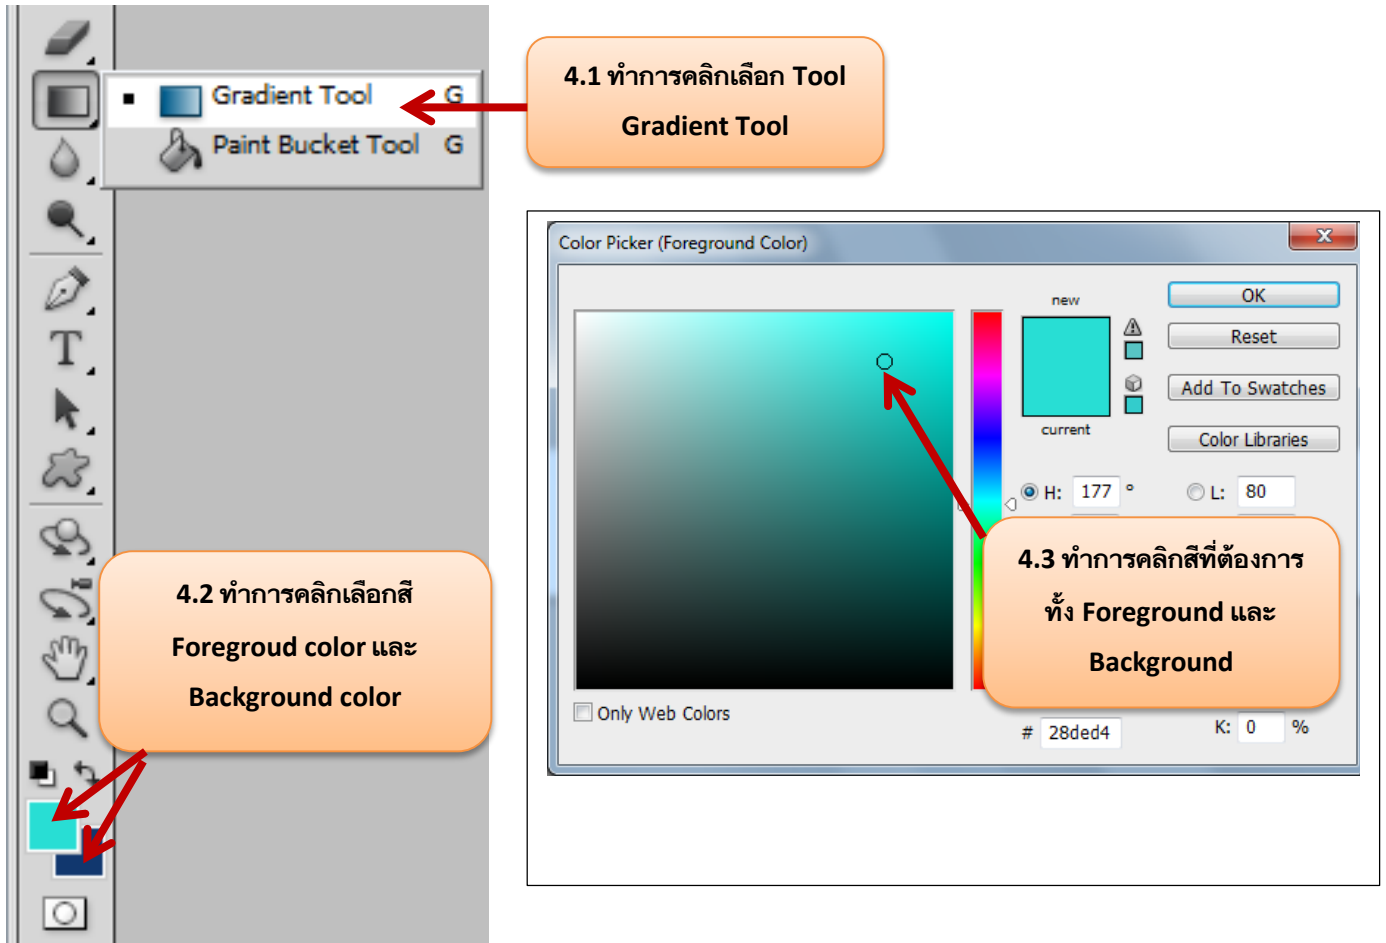 Gradient Tool G
Paint Bucket Tool G
4.1 ทำการคลิกเลือก Tool
Gradient Tool
T
4.2 ทำการคลิกเลือกสี
Foregroud color และ
Background color
Color Picker (Foreground Color)
new
current
OK
Reset
Add To Swatches
Color Libraries
H: 177 °
L: 80
4.3 ทำการคลิกสีที่ต้องการ
ทั้ง Foreground และ
Background
Only Web Colors
# 28ded4
K: 0 %